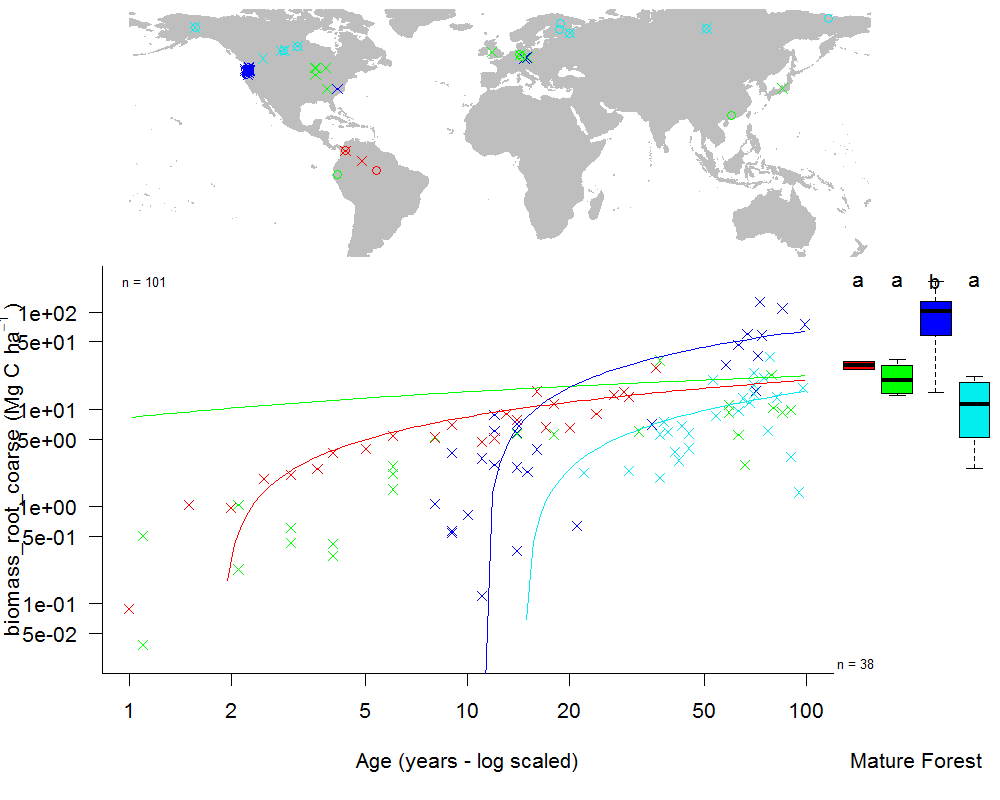 n = 101
a a b a
biomass_root_coarse (Mg C ha⁻¹)
1e+02
5e+01
1e+01
5e+00
1e+00
5e-01
1e-01
5e-02
n = 38
1 2 5 10 20 50 100
Age (years - log scaled)
Mature Forest